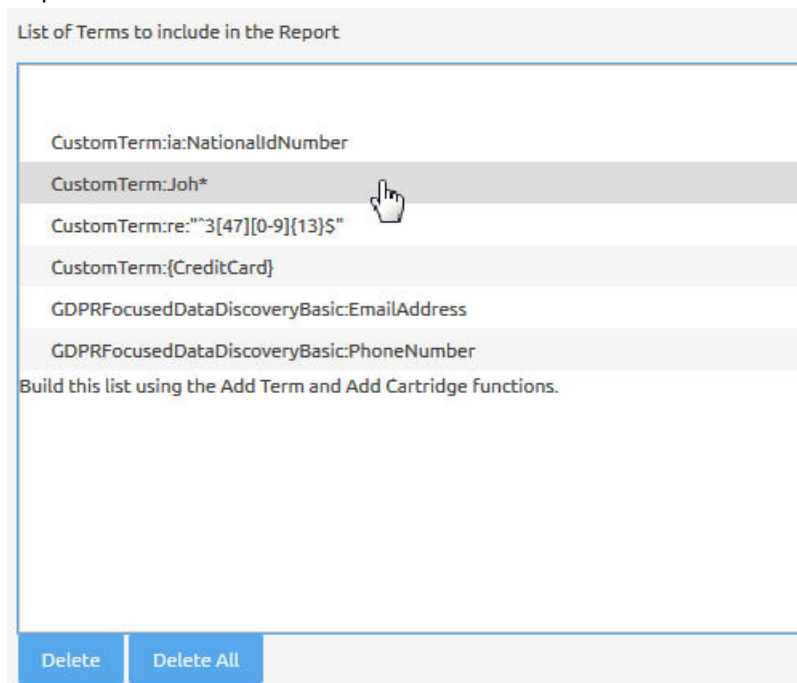 List of Terms to include in the Report
CustomTerm:ia:NationalIdNumber
CustomTerm:Joh*
CustomTerm:re:"^3[47][0-9]{13}$"
CustomTerm:{CreditCard}
GDPRFocusedDataDiscoveryBasic:EmailAddress
GDPRFocusedDataDiscoveryBasic:PhoneNumber
Build this list using the Add Term and Add Cartridge functions.
Delete Delete All